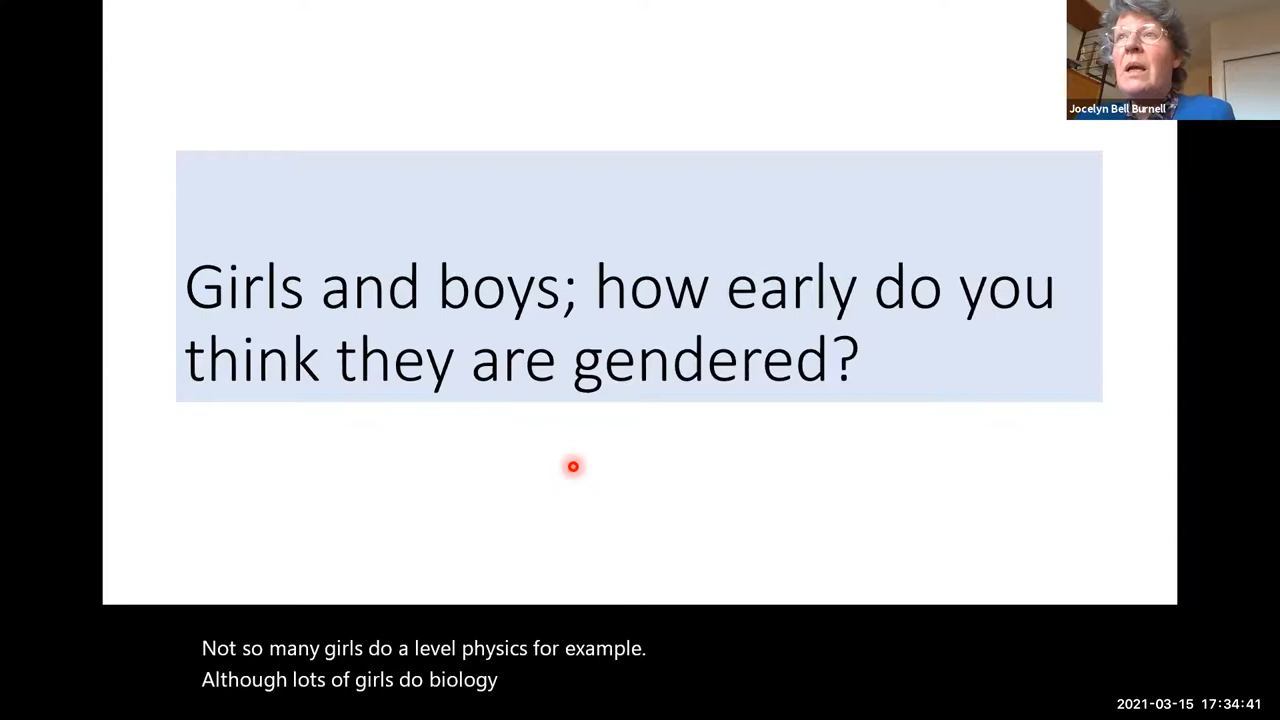 Jocelyn Bell Burnell
Girls and boys; how early do you
think they are gendered?
Not so many girls do a level physics for example.
Although lots of girls do biology
2021-03-15 17:34:41